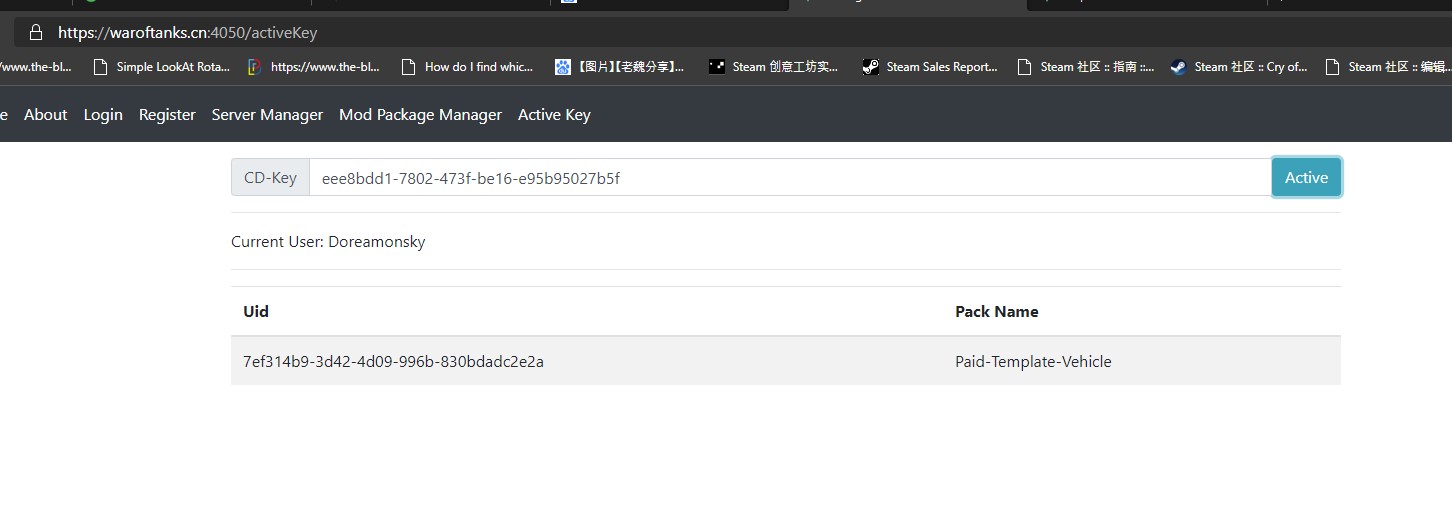 https://waroftanks.cn:4050/activeKey
/www.the-bl... Simple LookAt Rota... https://www.the-bl... How do I find whic... 【图片】【老魏分享】... Steam 创意工坊实... Steam Sales Report... Steam 社区 :: 指南 ::... Steam 社区 :: Cry of... Steam 社区 :: 编辑...
e About Login Register Server Manager Mod Package Manager Active Key
CD-Key eee8bdd1-7802-473f-be16-e95b95027b5f Active
Current User: Doreamonsky
Uid Pack Name
7ef314b9-3d42-4d09-996b-830bdadc2e2a Paid-Template-Vehicle